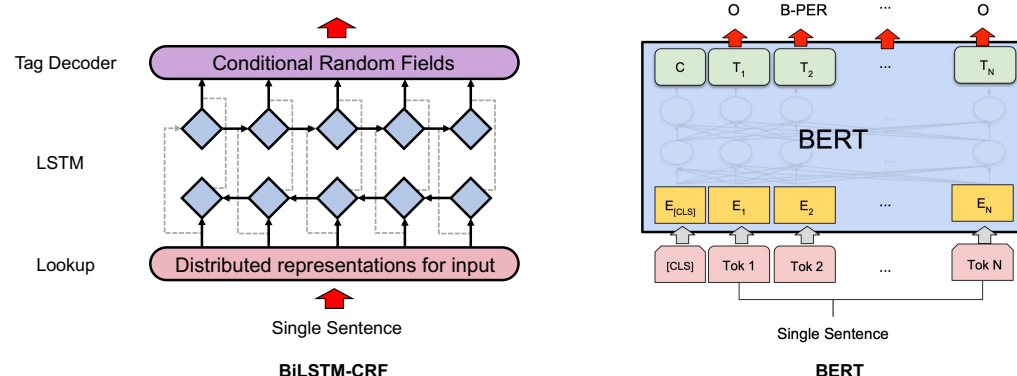 Tag Decoder
Conditional Random Fields
LSTM
Lookup
Distributed representations for input
Single Sentence
BiLSTM-CRF
O B-PER ... O
C T1 T2 ... TN
...
BERT
...
E[CLS] E1 E2 ... EN
[CLS] Tok 1 Tok 2 ... Tok N
Single Sentence
BERT